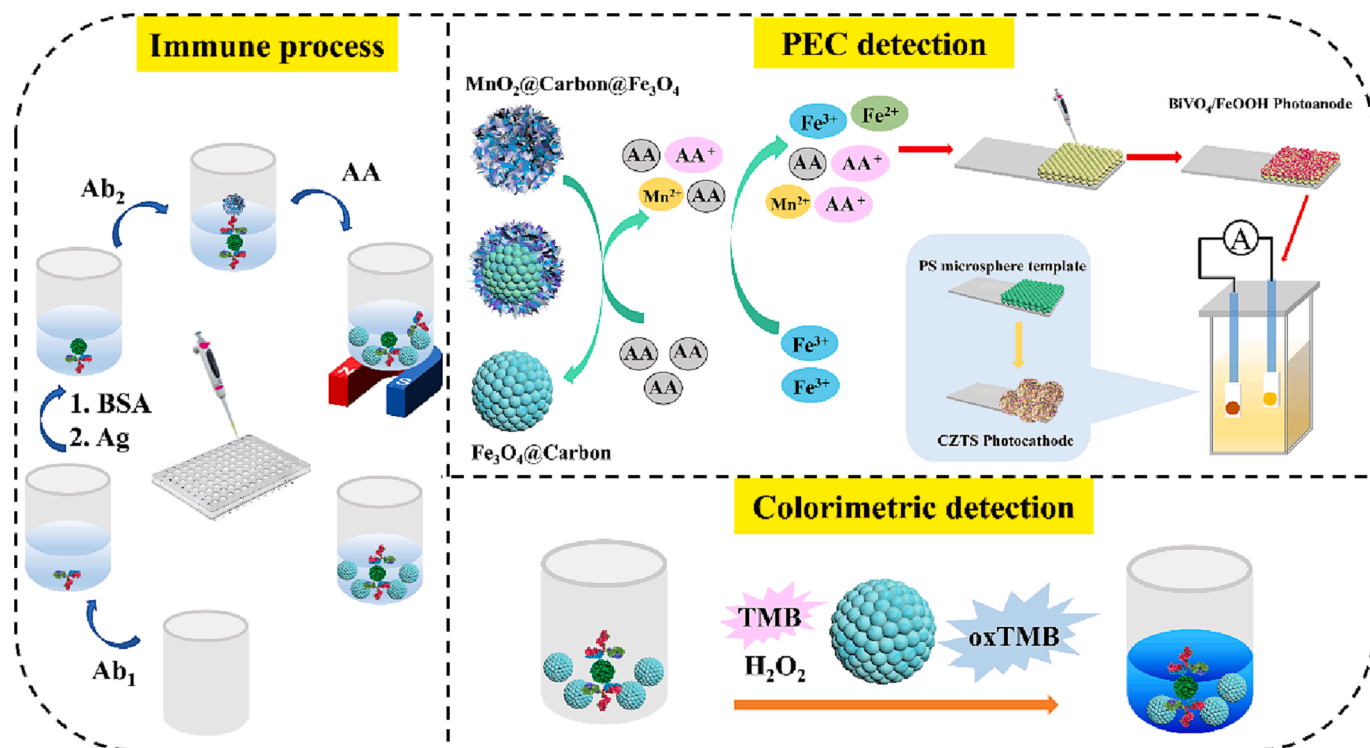 Immune process
Ab₂
AA
1. BSA
2. Ag
Ab₁
N
S
PEC detection
MnO₂@Carbon@Fe₃O₄
AA
AA⁺
Mn²⁺
AA
AA
AA
AA
Fe₃O₄@Carbon
Fe³⁺
Fe²⁺
AA
AA⁺
Mn²⁺
AA⁺
Fe³⁺
Fe³⁺
BiVO₄/FeOOH Photoanode
PS microsphere template
CZTS Photocathode
A
Colorimetric detection
TMB
H₂O₂
oxTMB